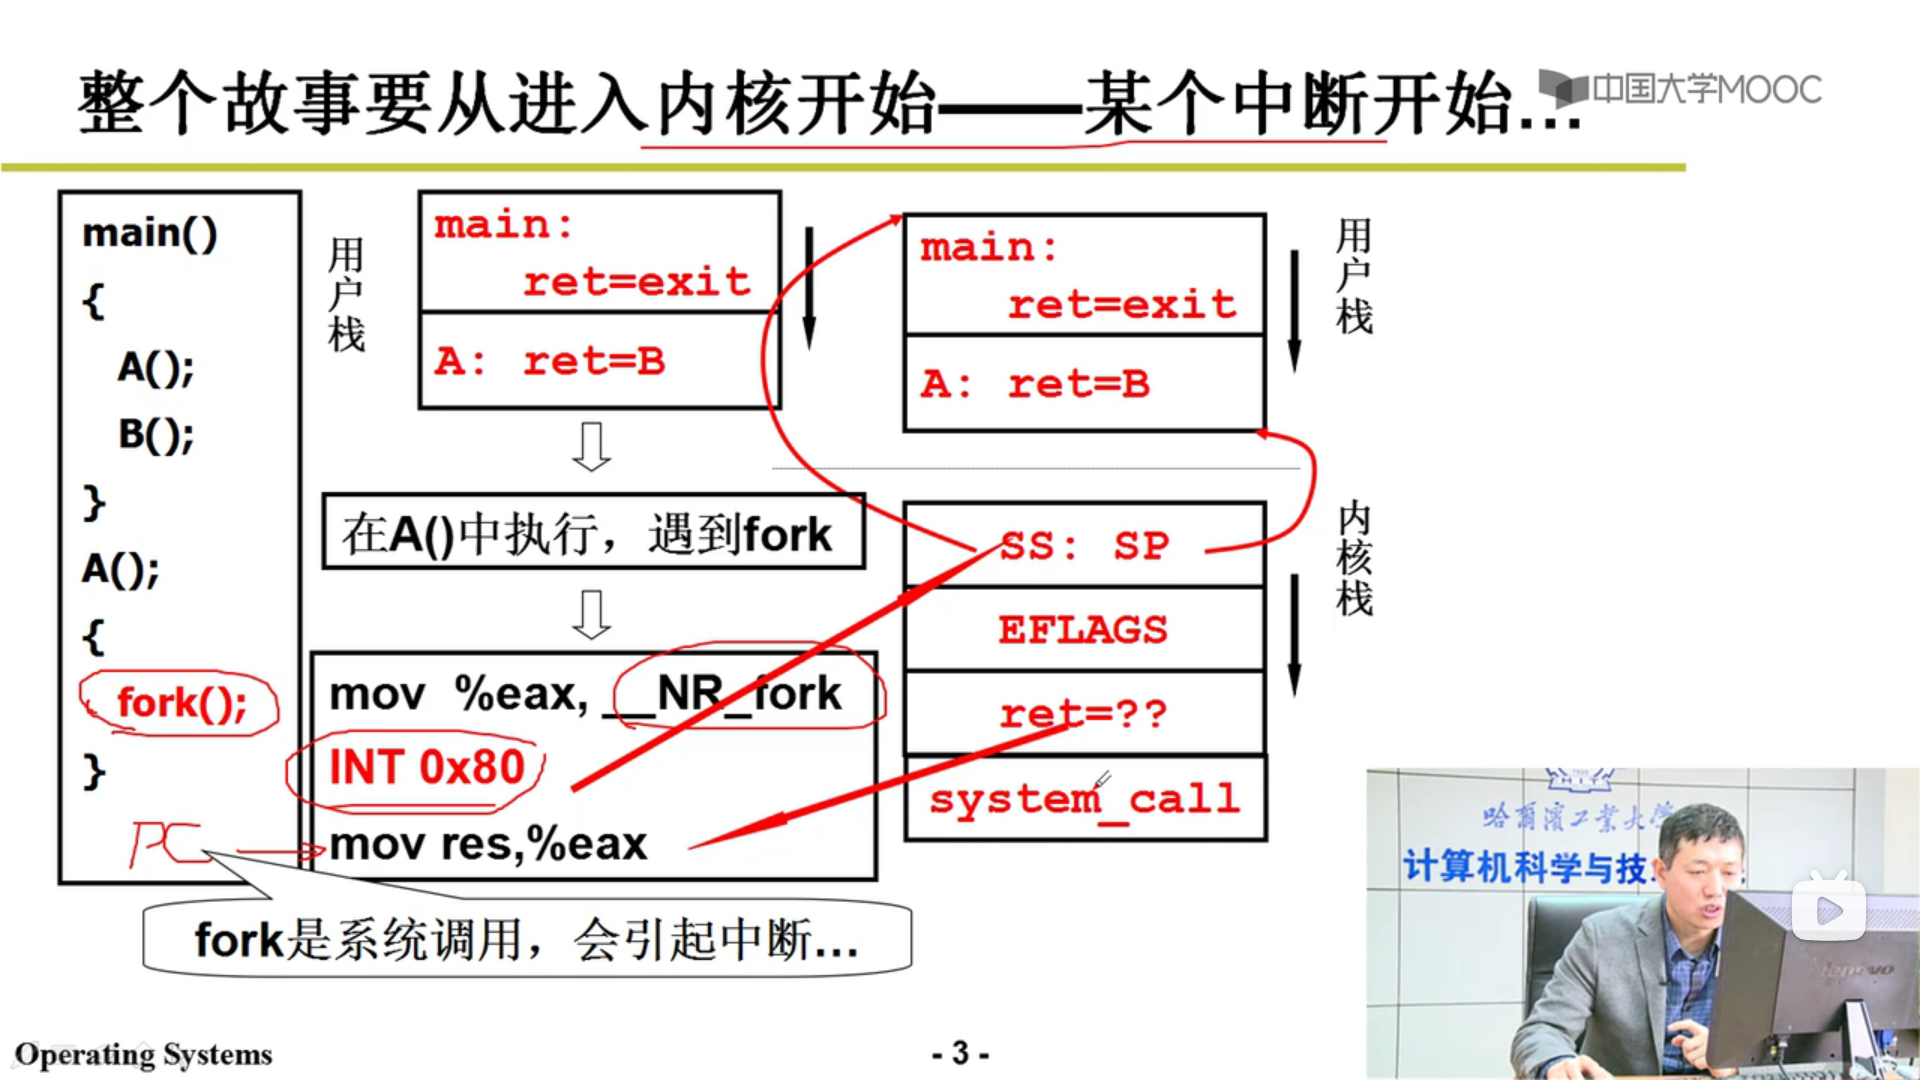 整个故事要从进入内核开始——某个中断开始...
中国大学MOOC
main()
{
A();
B();
}
A();
{
fork();
}
PC
用户栈
main:
ret=exit
A: ret=B
在A()中执行，遇到fork
mov %eax, __NR_fork
INT 0x80
mov res,%eax
fork是系统调用，会引起中断...
main:
ret=exit
A: ret=B
用户栈
SS: SP
EFLAGS
ret=??
system_call
内核栈
HIT
哈尔滨工业大学
计算机科学与技
lenovo
Operating Systems
- 3 -